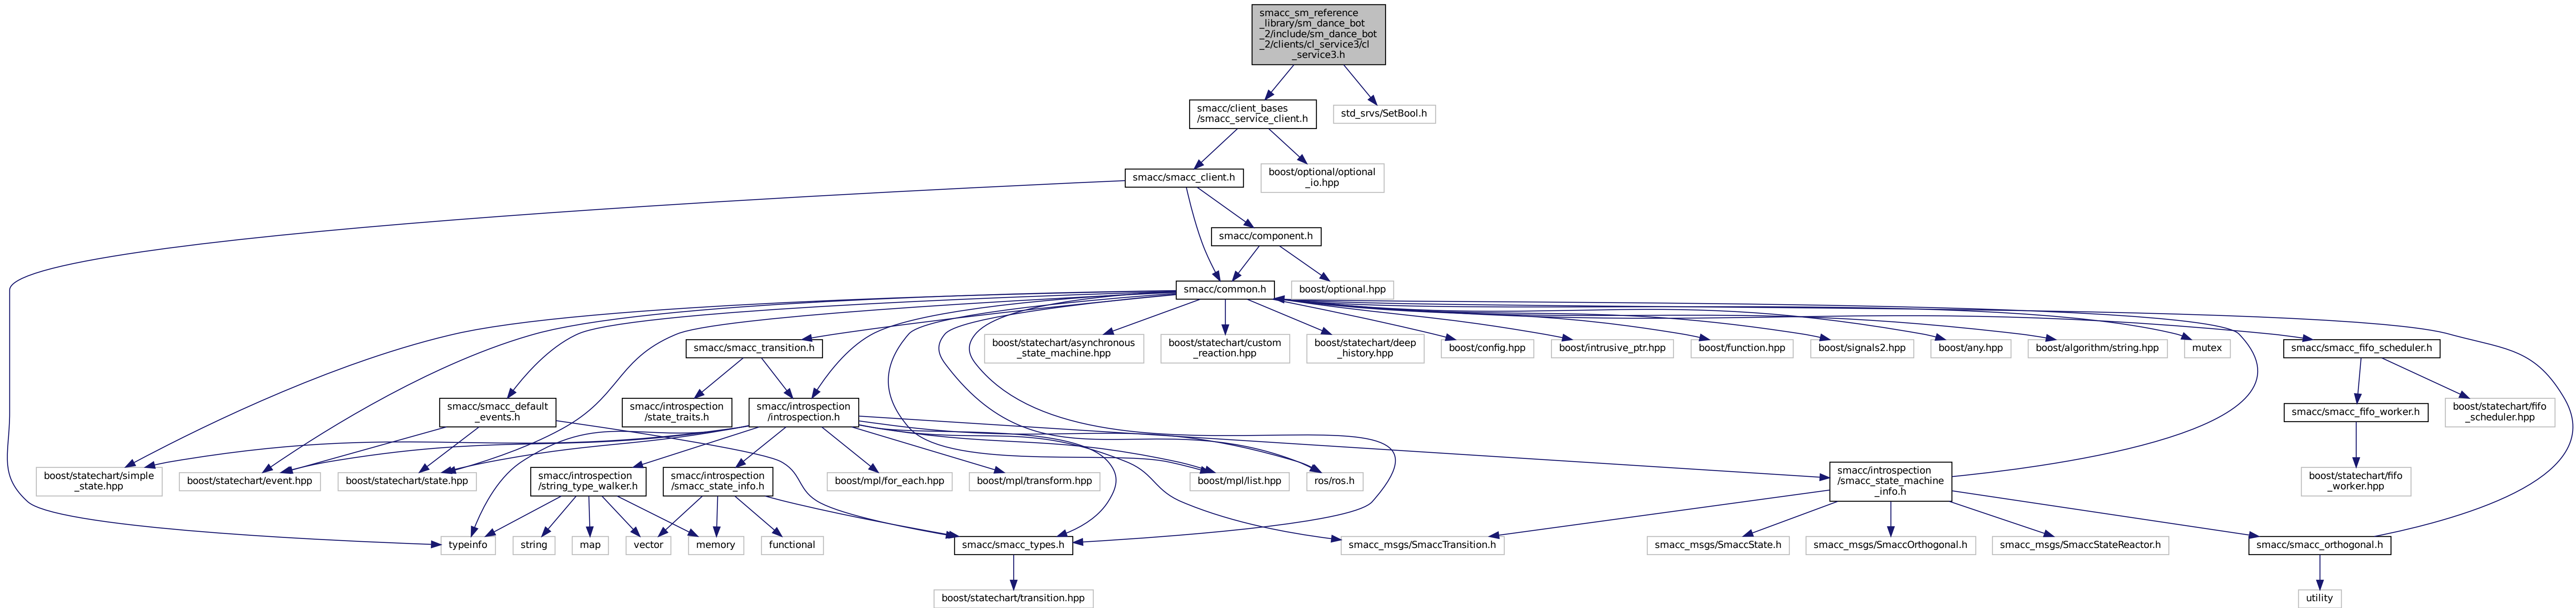 smacc_sm_reference
_library/sm_dance_bot
_2/include/sm_dance_bot
_2/clients/cl_service3/cl
_service3.h
smacc/client_bases
/smacc_service_client.h
std_srvs/SetBool.h
smacc/smacc_client.h
boost/optional/optional
_io.hpp
smacc/component.h
smacc/common.h
boost/optional.hpp
smacc/smacc_transition.h
boost/statechart/asynchronous
_state_machine.hpp
boost/statechart/custom
_reaction.hpp
boost/statechart/deep
_history.hpp
boost/config.hpp
boost/intrusive_ptr.hpp
boost/function.hpp
boost/signals2.hpp
boost/any.hpp
boost/algorithm/string.hpp
mutex
smacc/smacc_fifo_scheduler.h
smacc/smacc_default
_events.h
smacc/introspection
/state_traits.h
smacc/introspection
/introspection.h
smacc/smacc_fifo_worker.h
boost/statechart/fifo
_scheduler.hpp
boost/statechart/simple
_state.hpp
boost/statechart/event.hpp
boost/statechart/state.hpp
smacc/introspection
/string_type_walker.h
smacc/introspection
/smacc_state_info.h
boost/mpl/for_each.hpp
boost/mpl/transform.hpp
boost/mpl/list.hpp
ros/ros.h
smacc/introspection
/smacc_state_machine
_info.h
boost/statechart/fifo
_worker.hpp
typeinfo
string
map
vector
memory
functional
smacc/smacc_types.h
smacc_msgs/SmaccTransition.h
smacc_msgs/SmaccState.h
smacc_msgs/SmaccOrthogonal.h
smacc_msgs/SmaccStateReactor.h
smacc/smacc_orthogonal.h
boost/statechart/transition.hpp
utility